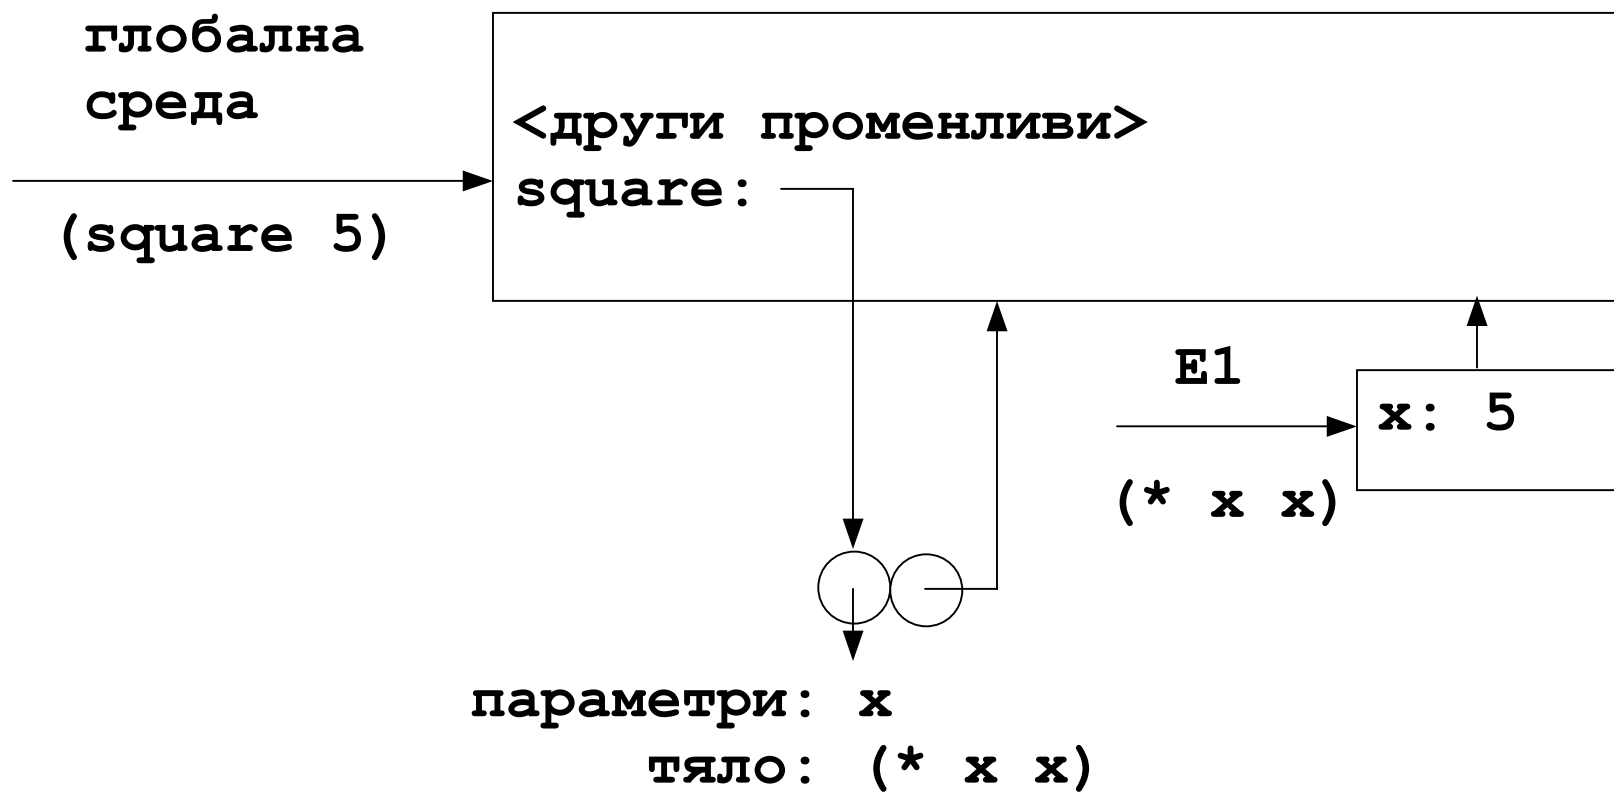 глобална
среда
(square 5)
<други променливи>
square:
E1
(* x x)
x: 5
параметри: x
тяло: (* x x)